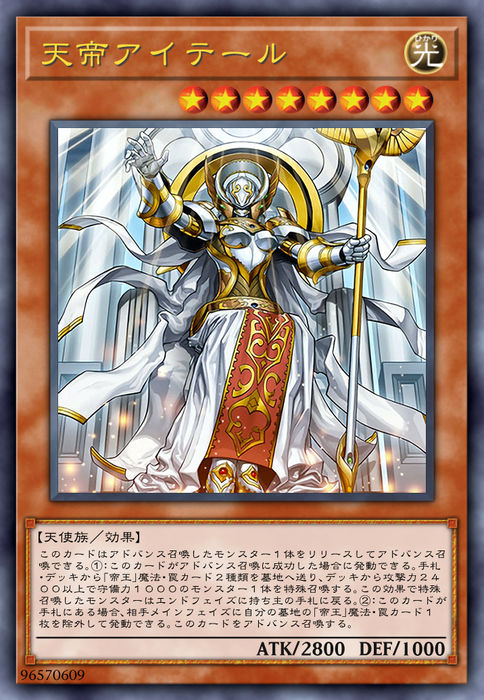 天帝アイテール
ひかり
光
【天使族／効果】
このカードはアドバンス召喚したモンスター１体をリリースしてアドバンス召
喚できる。①：このカードがアドバンス召喚に成功した場合に発動できる。手札
・デッキから「帝王」魔法・罠カード２種類を墓地へ送り、デッキから攻撃力２４
００以上で守備力１０００のモンスター１体を特殊召喚する。この効果で特殊
召喚したモンスターはエンドフェイズに持ち主の手札に戻る。②：このカードが
手札にある場合、相手メインフェイズに自分の墓地の「帝王」魔法・罠カード１
枚を除外して発動できる。このカードをアドバンス召喚する。
ATK/2800 DEF/1000
96570609